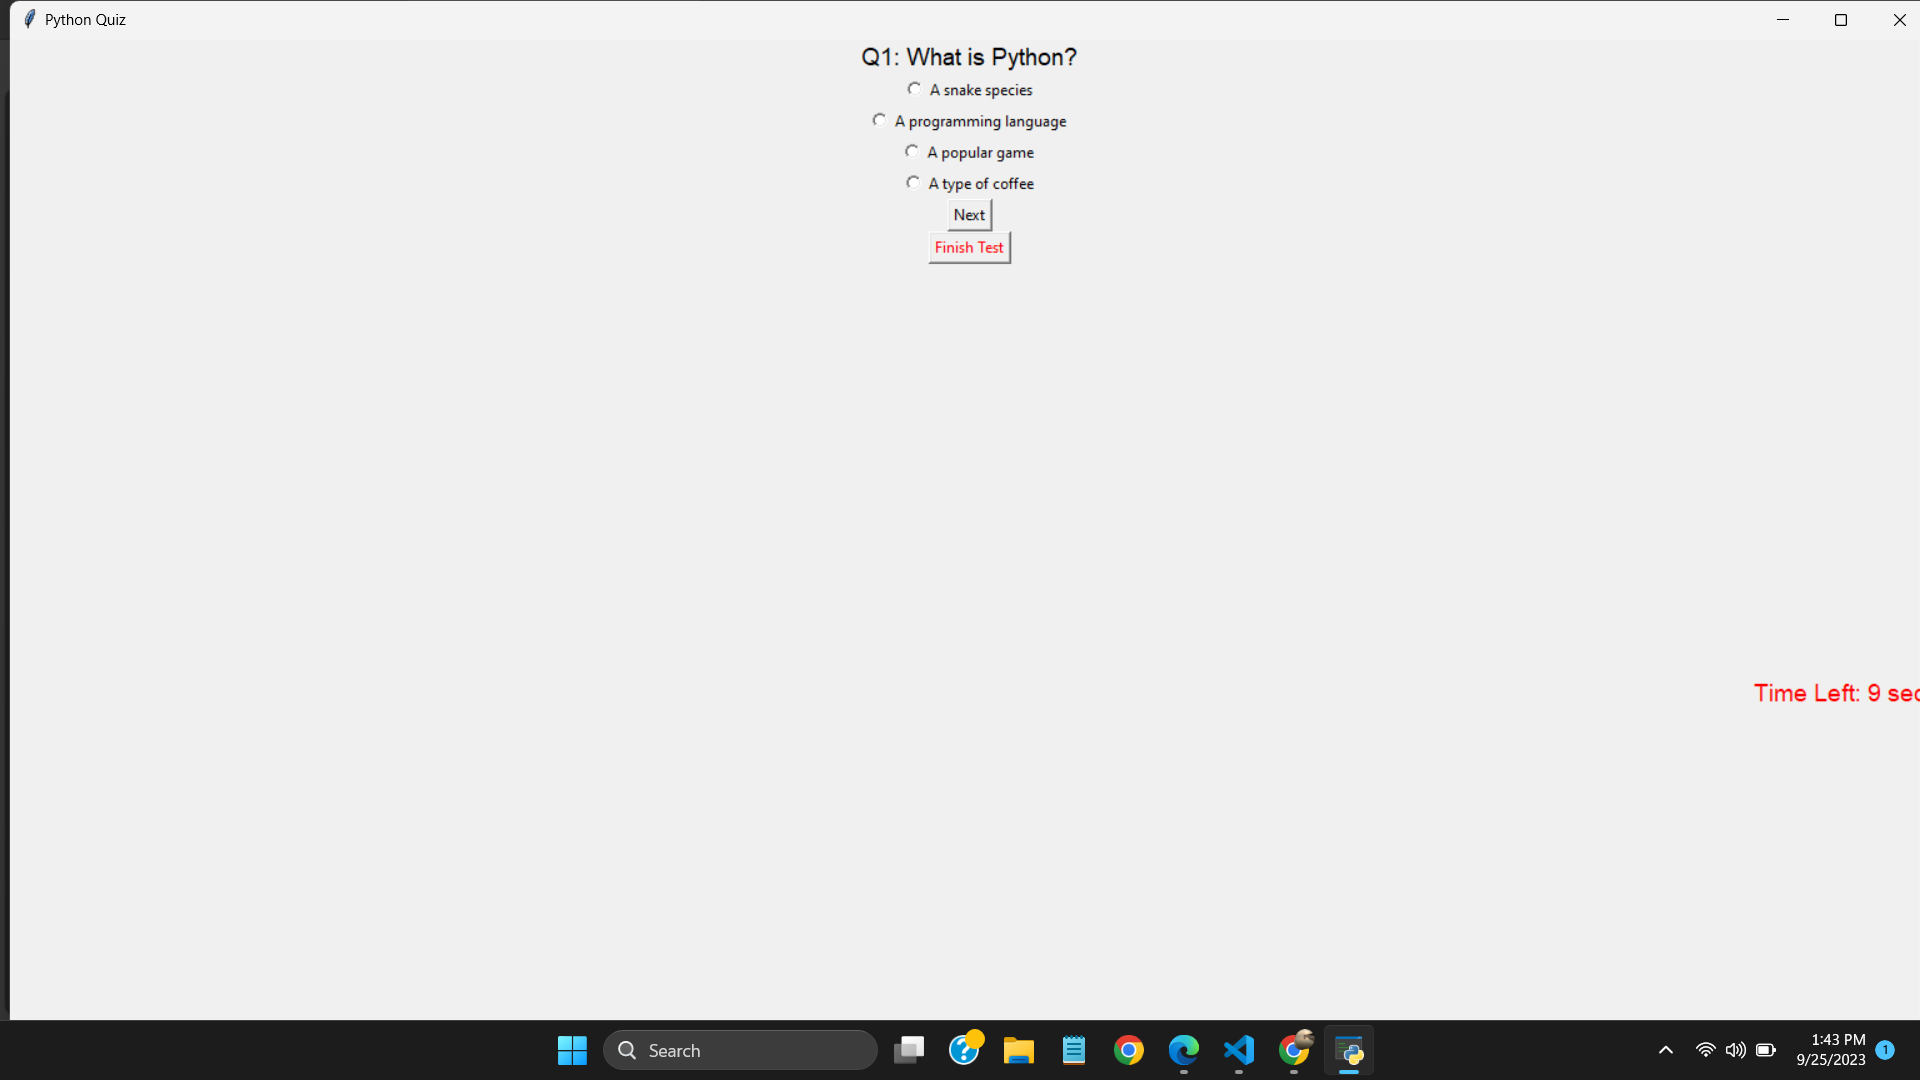 Python Quiz
Q1: What is Python?
A snake species
A programming language
A popular game
A type of coffee
Next
Finish Test
Time Left: 9 sec
Search
1:43 PM
9/25/2023
1